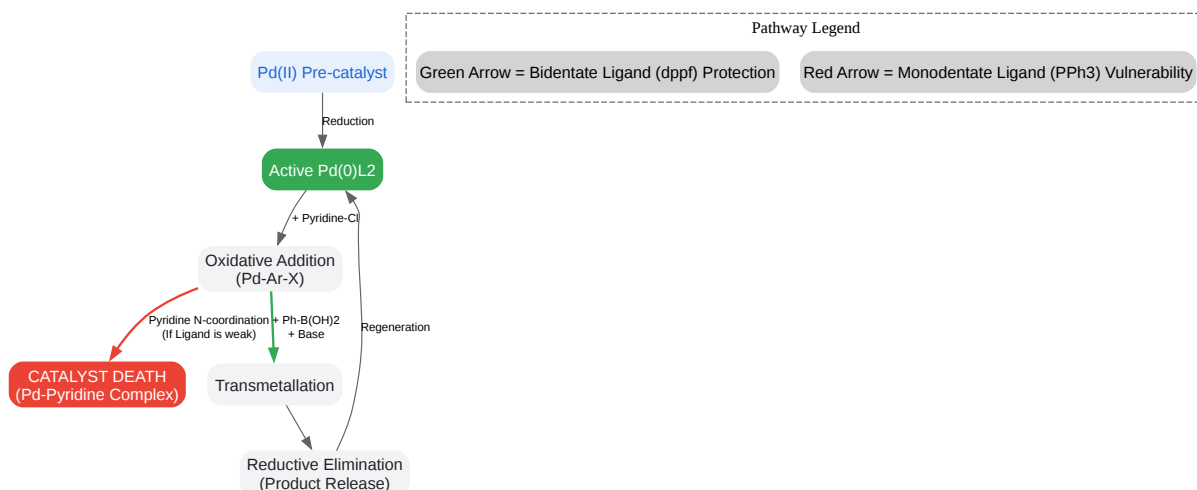 Pathway Legend
Pd(II) Pre-catalyst
Green Arrow = Bidentate Ligand (dppf) Protection
Red Arrow = Monodentate Ligand (PPh3) Vulnerability
Reduction
Active Pd(0)L2
+ Pyridine-Cl
Oxidative Addition
(Pd-Ar-X)
Pyridine N-coordination
(If Ligand is weak)
+ Ph-B(OH)2
+ Base
Regeneration
CATALYST DEATH
(Pd-Pyridine Complex)
Transmetallation
Reductive Elimination
(Product Release)